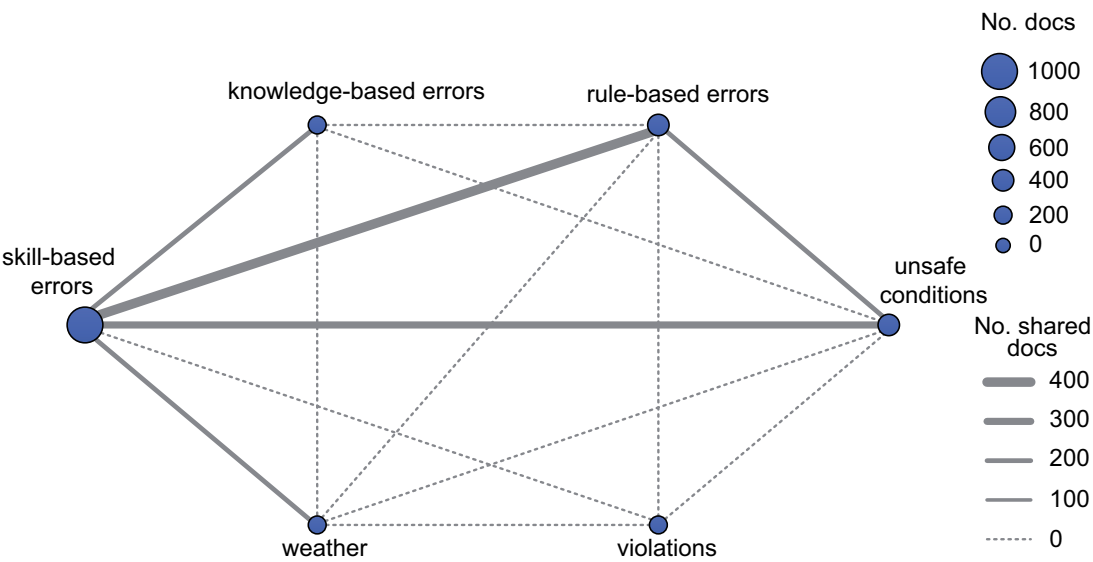 No. docs
1000
800
600
400
200
0
knowledge-based errors
rule-based errors
skill-based
errors
unsafe
conditions
No. shared
docs
400
300
200
100
0
weather
violations